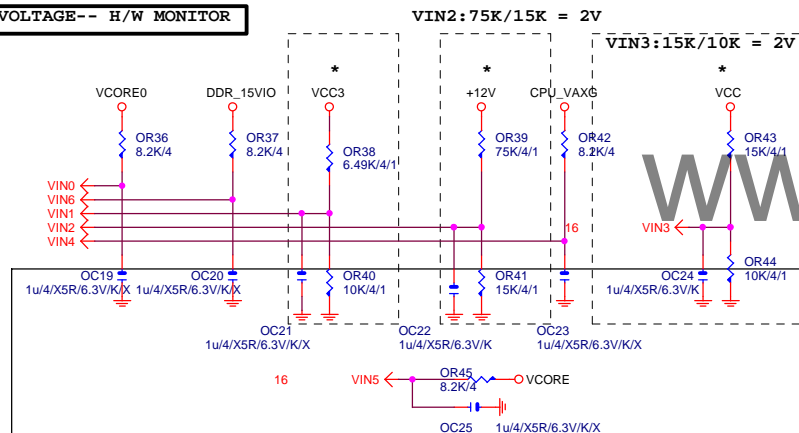 VOLTAGE-- H/W MONITOR
VIN2:75K/15K = 2V
VIN3:15K/10K = 2V
*
*
*
VCORE0
DDR_15VIO
VCC3
+12V
CPU_VAXG
VCC
OR36
8.2K/4
OR37
8.2K/4
OR38
6.49K/4/1
OR39
75K/4/1
OR42
8.2K/4
OR43
15K/4/1
WW
VIN0
VIN6
VIN1
VIN2
VIN4
16
VIN3
OC19
1u/4/X5R/6.3V/K/X
OC20
1u/4/X5R/6.3V/K/X
OR40
10K/4/1
OR41
15K/4/1
OC24
1u/4/X5R/6.3V/K
OR44
10K/4/1
OC21
1u/4/X5R/6.3V/K/X
OC22
1u/4/X5R/6.3V/K
OC23
1u/4/X5R/6.3V/K/X
16
VIN5
OR45
8.2K/4
VCORE
OC25
1u/4/X5R/6.3V/K/X